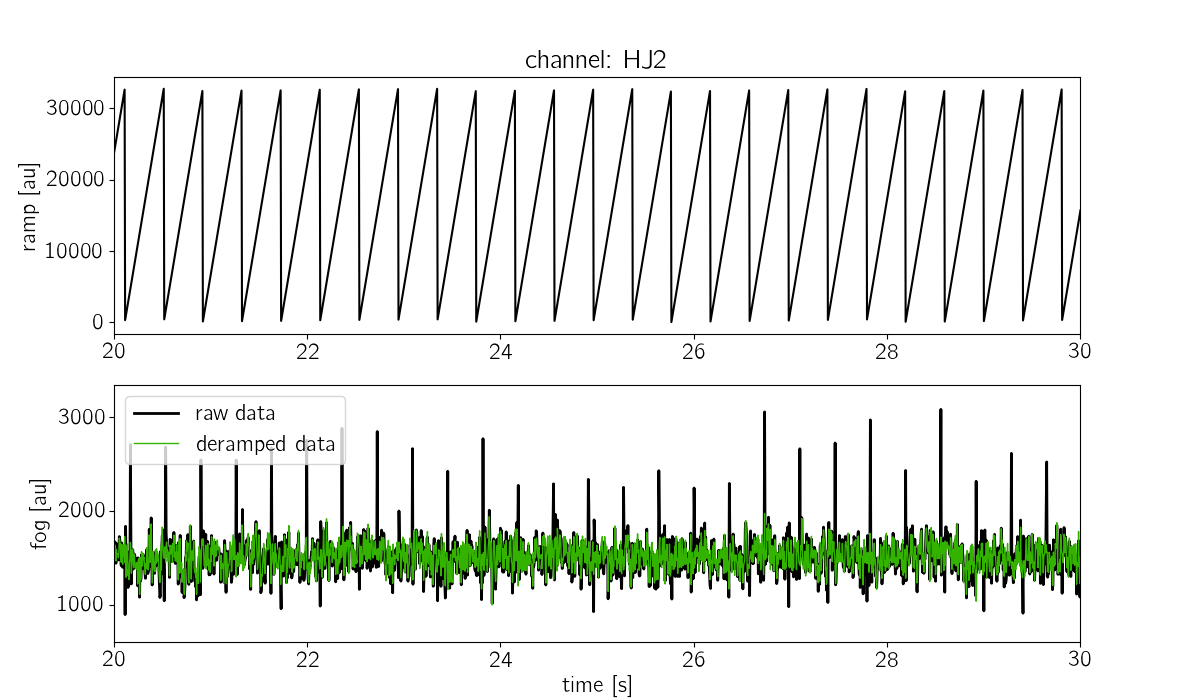 channel: HJ2
ramp [au]
30000
20000
10000
0
20 22 24 26 28 30
fog [au]
3000
2000
1000
raw data
deramped data
20 22 24 26 28 30
time [s]